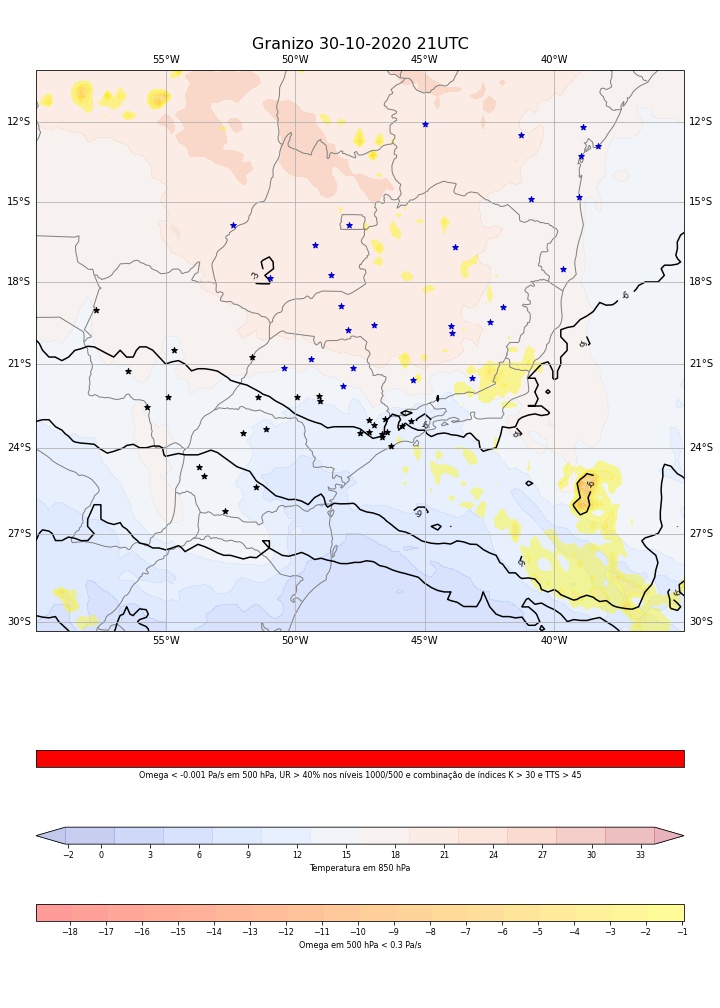 Granizo 30-10-2020 21UTC
55°W 50°W 45°W 40°W
12°S 12°S
15°S 15°S
18°S 18°S
21°S 21°S
24°S 24°S
27°S 27°S
30°S 30°S
55°W 50°W 45°W 40°W
Omega < -0.001 Pa/s em 500 hPa, UR > 40% nos níveis 1000/500 e combinação de índices K > 30 e TTS > 45
−2 0 3 6 9 12 15 18 21 24 27 30 33
Temperatura em 850 hPa
−18 −17 −16 −15 −14 −13 −12 −11 −10 −9 −8 −7 −6 −5 −4 −3 −2 −1
Omega em 500 hPa < 0.3 Pa/s